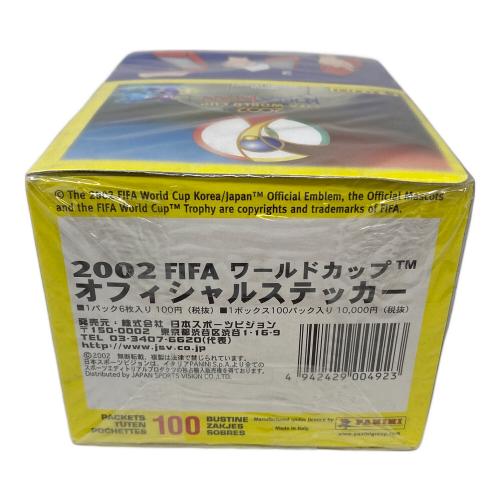 © The 2002 FIFA World Cup Korea/Japan™ Official Emblem, the Official Mascots
and the FIFA World Cup™ Trophy are copyrights and trademarks of FIFA.
2002 FIFA ワールドカップ™
オフィシャルステッカー
■1パック6枚入り 100円（税抜） ■1ボックス100パック入り 10,000円（税抜）
発売元：株式会社 日本スポーツビジョン
〒150-0002 東京都渋谷区渋谷1-16-9
TEL 03-3407-6620(代)
http://www.jsv.co.jp
©2002 無断転載、複製は法律で禁じられています。
Distributed by JAPAN SPORTS VISION CO.,LTD.
4 942429 004923
PACKETS
TÜTEN
POCHETTES
100
BUSTINE
ZAKJES
SOBRES
Manufactured under licence by
Made in Italy
PANINI
www.paninigroup.com